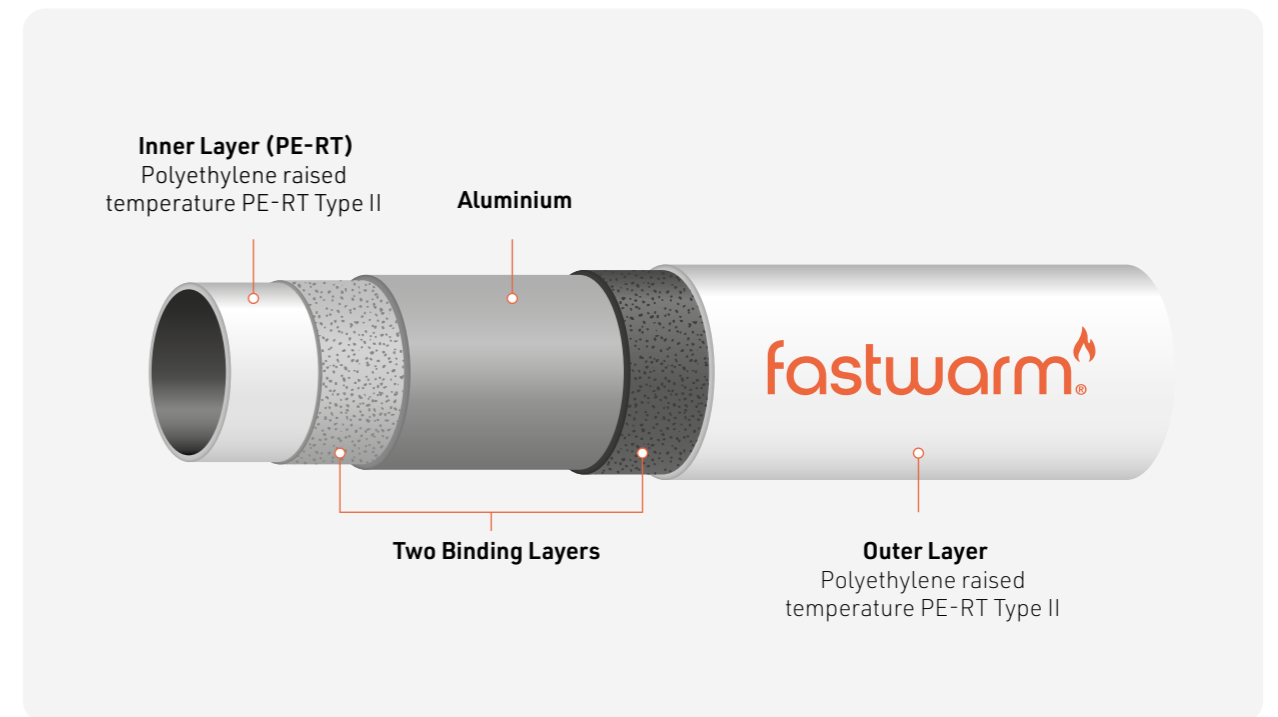 Inner Layer (PE-RT)
Polyethylene raised
temperature PE-RT Type II
Aluminium
fastwarm®
Two Binding Layers
Outer Layer
Polyethylene raised
temperature PE-RT Type II